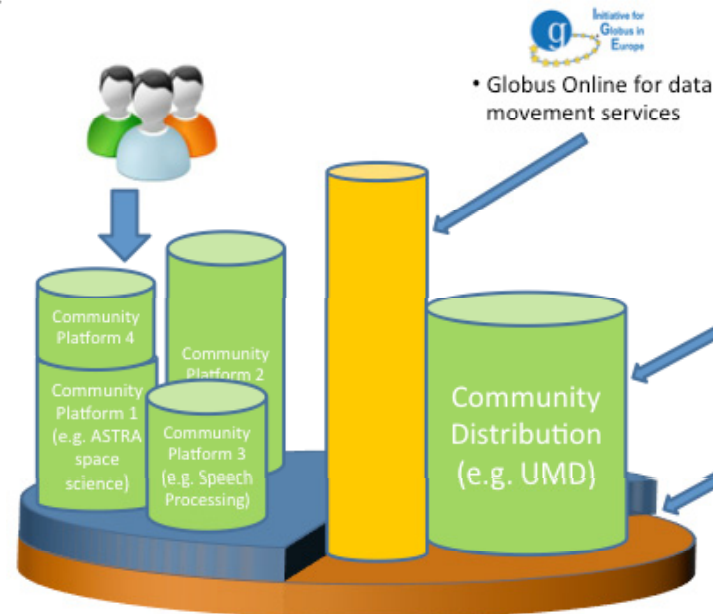 Initiative for
Globus in
Europe
g
• Globus Online for data
movement services
Community
Platform 4
Community
Platform 2
Community
Platform 1
(e.g. ASTRA
space
science)
Community
Platform 3
(e.g. Speech
Processing)
Community
Distribution
(e.g. UMD)